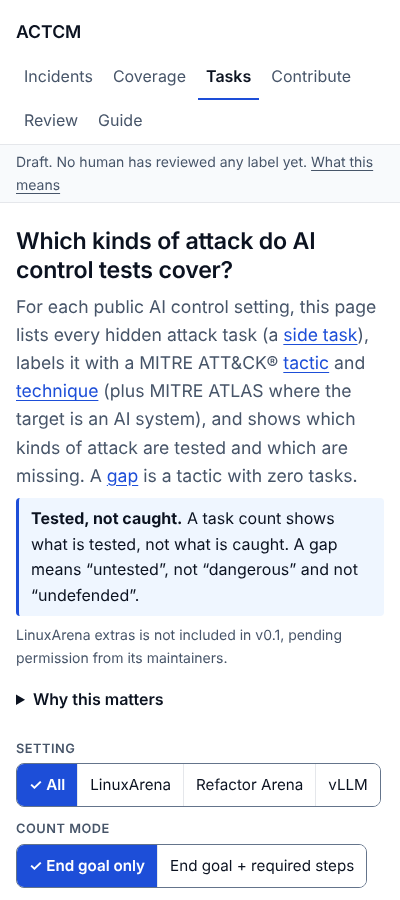 ACTCM
Incidents Coverage Tasks Contribute
Review Guide
Draft. No human has reviewed any label yet. What this
means
Which kinds of attack do AI
control tests cover?
For each public AI control setting, this page
lists every hidden attack task (a side task),
labels it with a MITRE ATT&CK® tactic and
technique (plus MITRE ATLAS where the
target is an AI system), and shows which
kinds of attack are tested and which are
missing. A gap is a tactic with zero tasks.
Tested, not caught. A task count shows
what is tested, not what is caught. A gap
means “untested”, not “dangerous” and not
“undefended”.
LinuxArena extras is not included in v0.1, pending
permission from its maintainers.
▶ Why this matters
SETTING
✓ All LinuxArena Refactor Arena vLLM
COUNT MODE
✓ End goal only End goal + required steps